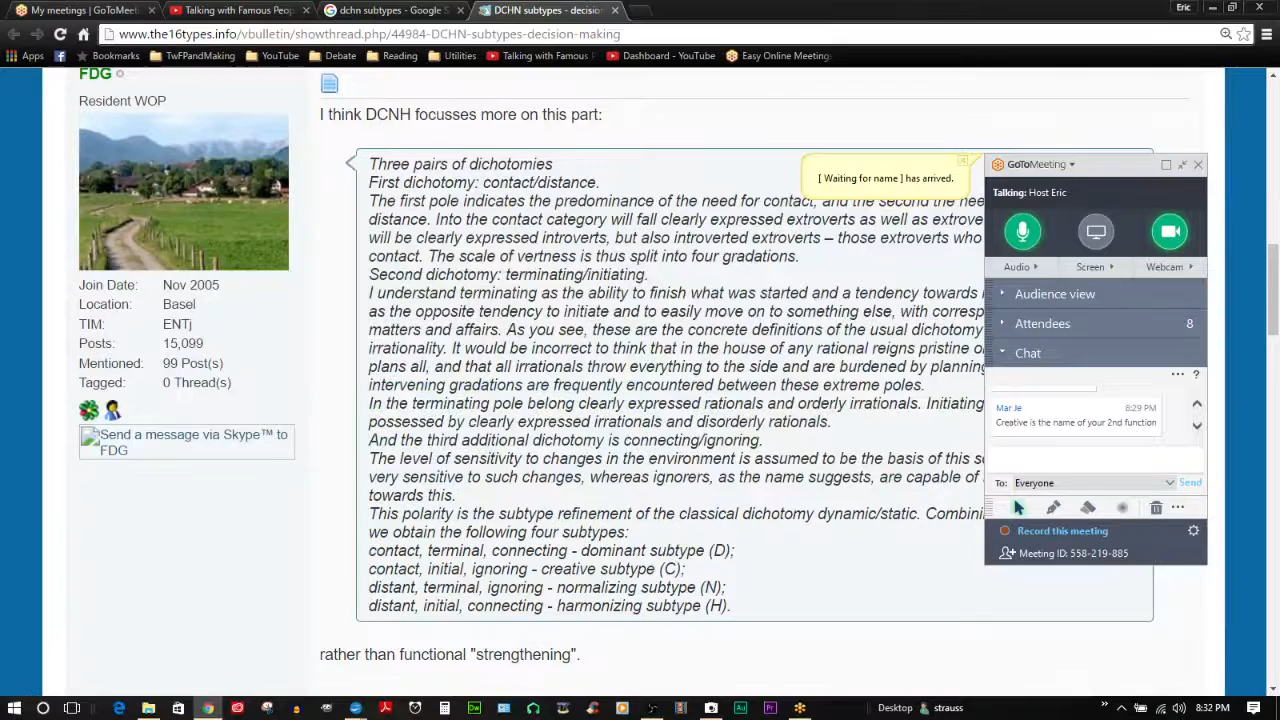 My meetings | GoToMeeti
Talking with Famous Peop
dchn subtypes - Google S
DCHN subtypes - decisio
Eric
www.the16types.info/vbulletin/showthread.php/44984-DCHN-subtypes-decision-making
Apps
Bookmarks
TwFPandMaking
YouTube
Debate
Reading
Utilities
Talking with Famous P
Dashboard - YouTube
Easy Online Meeting
FDG
Resident WOP
Join Date: Nov 2005
Location: Basel
TIM: ENTj
Posts: 15,099
Mentioned: 99 Post(s)
Tagged: 0 Thread(s)
Send a message via Skype™ to
FDG
I think DCNH focusses more on this part:
Three pairs of dichotomies
First dichotomy: contact/distance.
The first pole indicates the predominance of the need for contact, and the second the nee
distance. Into the contact category will fall clearly expressed extroverts as well as extrove
will be clearly expressed introverts, but also introverted extroverts – those extroverts who
contact. The scale of vertness is thus split into four gradations.
Second dichotomy: terminating/initiating.
I understand terminating as the ability to finish what was started and a tendency towards
as the opposite tendency to initiate and to easily move on to something else, with corresp
matters and affairs. As you see, these are the concrete definitions of the usual dichotomy
irrationality. It would be incorrect to think that in the house of any rational reigns pristine o
plans all, and that all irrationals throw everything to the side and are burdened by planning
intervening gradations are frequently encountered between these extreme poles.
In the terminating pole belong clearly expressed rationals and orderly irrationals. Initiating
possessed by clearly expressed irrationals and disorderly rationals.
And the third additional dichotomy is connecting/ignoring.
The level of sensitivity to changes in the environment is assumed to be the basis of this s
very sensitive to such changes, whereas ignorers, as the name suggests, are capable of
towards this.
This polarity is the subtype refinement of the classical dichotomy dynamic/static. Combini
we obtain the following four subtypes:
contact, terminal, connecting - dominant subtype (D);
contact, initial, ignoring - creative subtype (C);
distant, terminal, ignoring - normalizing subtype (N);
distant, initial, connecting - harmonizing subtype (H).
rather than functional "strengthening".
[ Waiting for name ] has arrived.
GoToMeeting
Talking: Host Eric
Audio
Screen
Webcam
Audience view
Attendees 8
Chat
?
Mar Je 8:29 PM
Creative is the name of your 2nd function
To: Everyone Send
Record this meeting
Meeting ID: 558-219-885
Desktop
strauss
8:32 PM